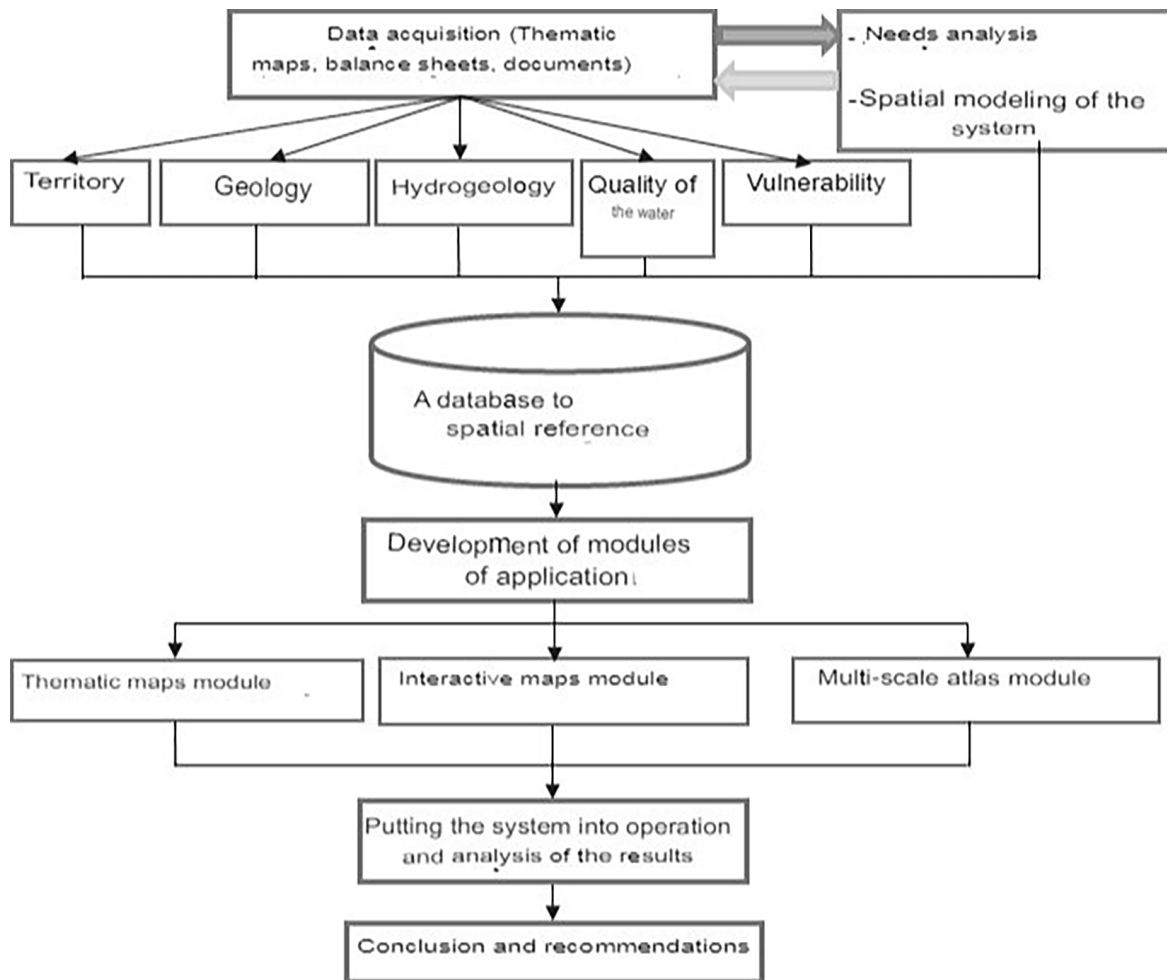 Data acquisition (Thematic
maps, balance sheets, documents)
- Needs analysis
-Spatial modeling of the
system
Territory
Geology
Hydrogeology
Quality of
the water
Vulnerability
A database to
spatial reference
Development of modules
of application
Thematic maps module
Interactive maps module
Multi-scale atlas module
Putting the system into operation
and analysis of the results
Conclusion and recommendations